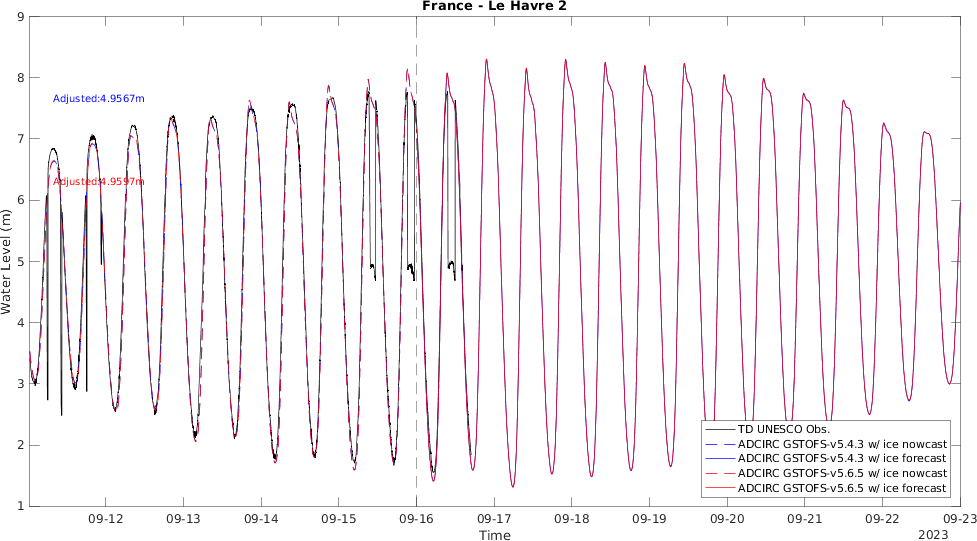 France - Le Havre 2
9
8
7
6
5
4
3
2
1
Water Level (m)
Adjusted:4.9567m
Adjusted:4.9597m
TD UNESCO Obs.
ADCIRC GSTOFS-v5.4.3 w/ ice nowcast
ADCIRC GSTOFS-v5.4.3 w/ ice forecast
ADCIRC GSTOFS-v5.6.5 w/ ice nowcast
ADCIRC GSTOFS-v5.6.5 w/ ice forecast
09-12 09-13 09-14 09-15 09-16 09-17 09-18 09-19 09-20 09-21 09-22 09-23
Time
2023